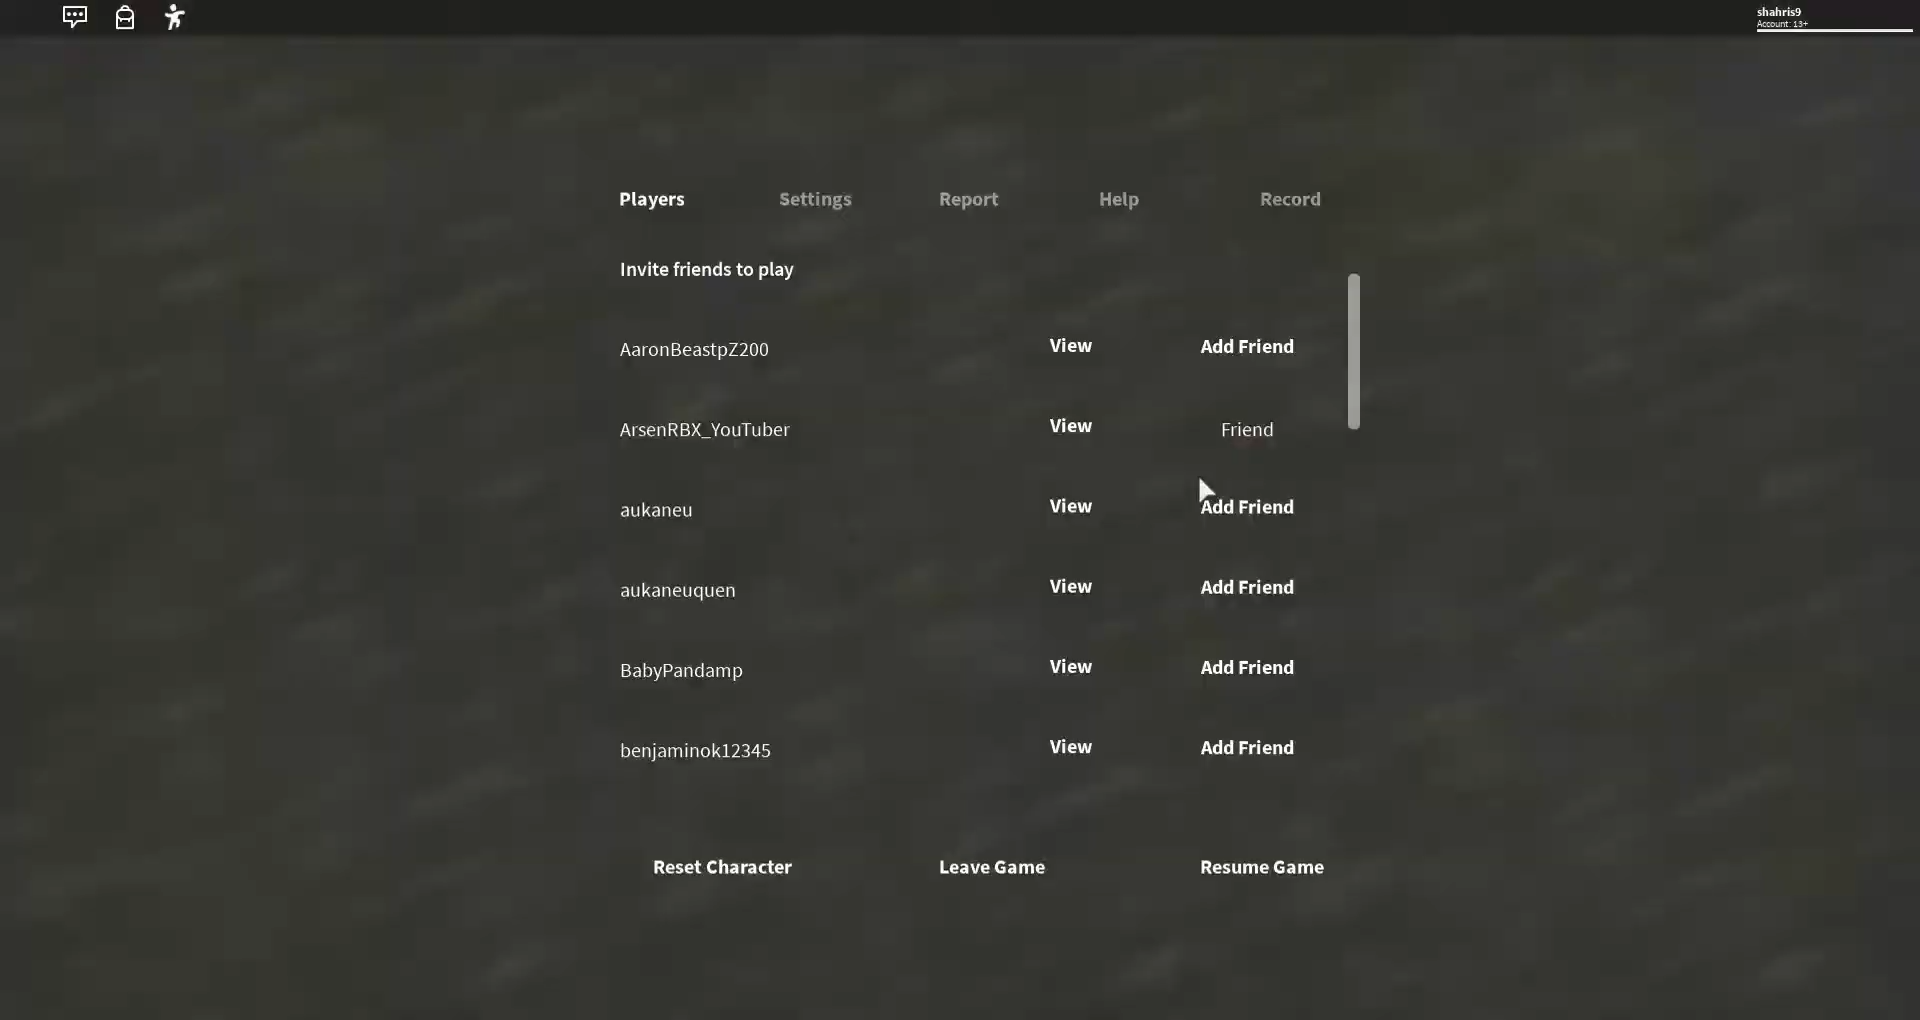 shahris9
Account: 13+
Players Settings Report Help Record
Invite friends to play
AaronBeastpZ200 View Add Friend
ArsenRBX_YouTuber View Friend
aukaneu View Add Friend
aukaneuquen View Add Friend
BabyPandamp View Add Friend
benjaminok12345 View Add Friend
Reset Character Leave Game Resume Game